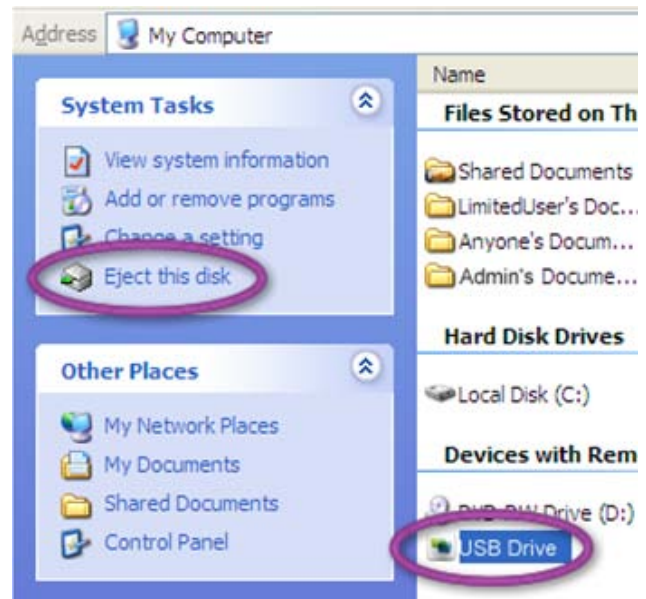 Address My Computer
System Tasks
View system information
Add or remove programs
Change a setting
Eject this disk
Other Places
My Network Places
My Documents
Shared Documents
Control Panel
Name
Files Stored on Th
Shared Documents
LimitedUser's Doc...
Anyone's Docum...
Admin's Docume...
Hard Disk Drives
Local Disk (C:)
Devices with Rem
DVD-RW Drive (D:)
USB Drive